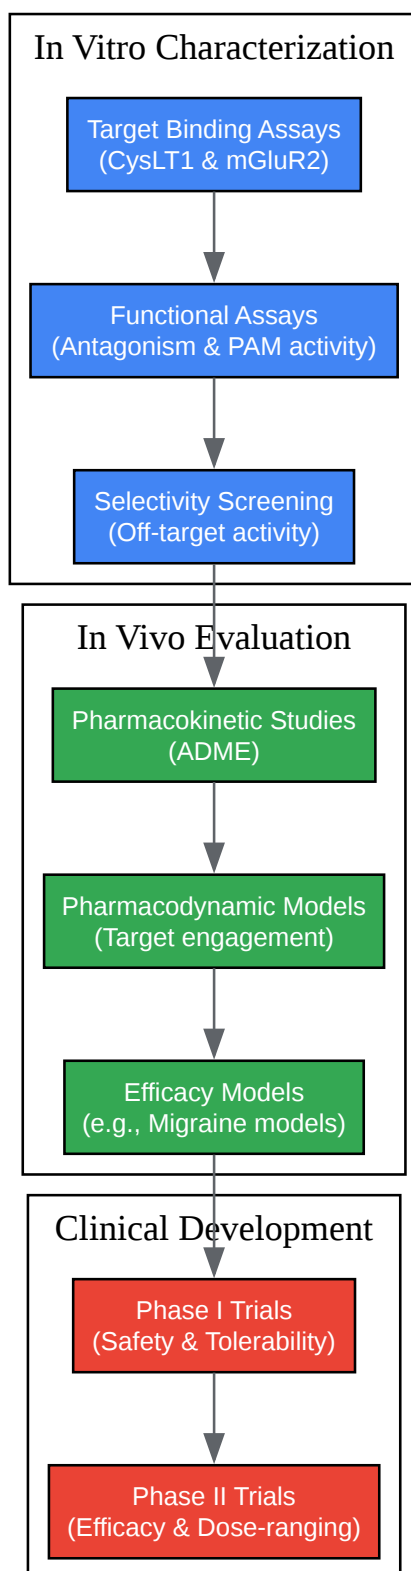 In Vitro Characterization
Target Binding Assays
(CysLT1 & mGluR2)
Functional Assays
(Antagonism & PAM activity)
Selectivity Screening
(Off-target activity)
In Vivo Evaluation
Pharmacokinetic Studies
(ADME)
Pharmacodynamic Models
(Target engagement)
Efficacy Models
(e.g., Migraine models)
Clinical Development
Phase I Trials
(Safety & Tolerability)
Phase II Trials
(Efficacy & Dose-ranging)